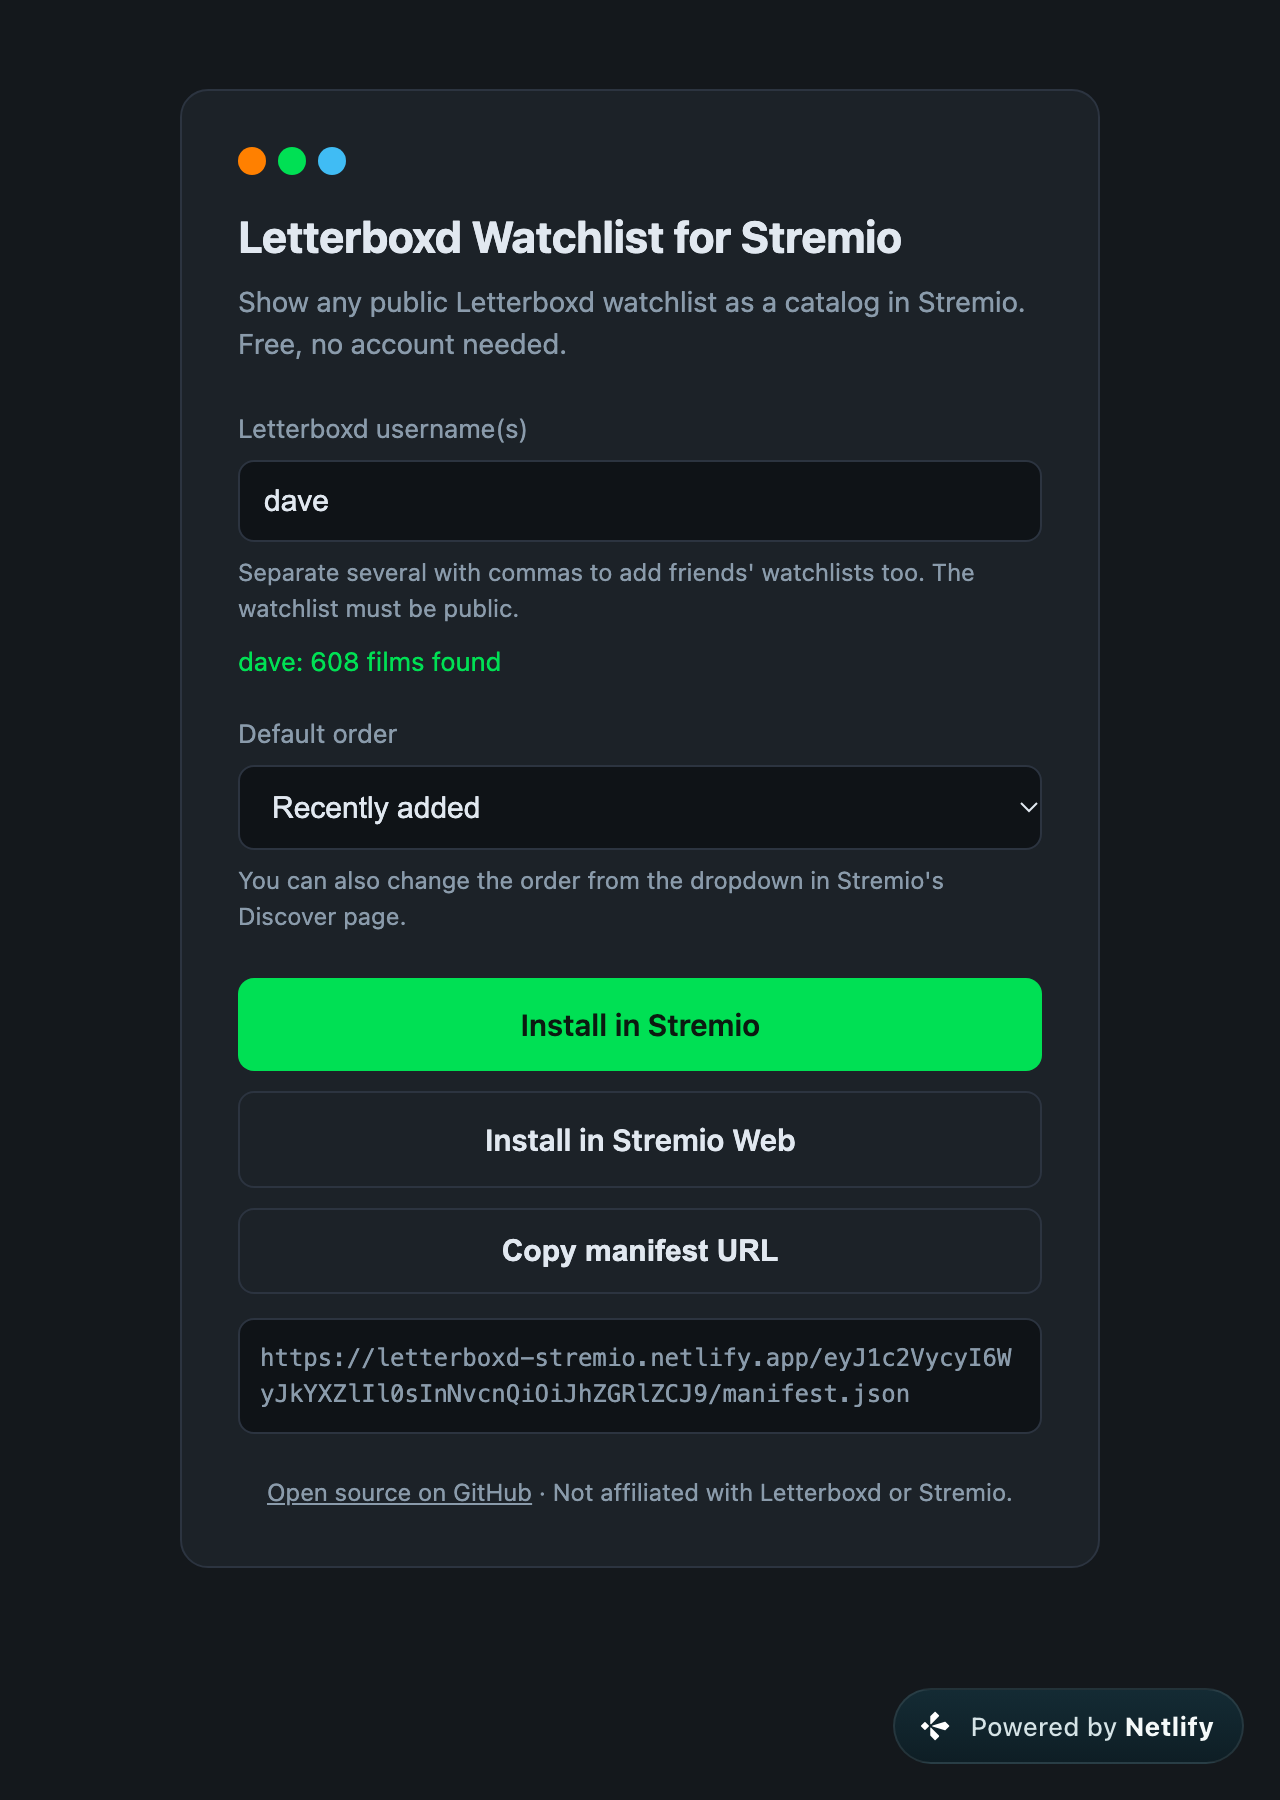 Letterboxd Watchlist for Stremio
Show any public Letterboxd watchlist as a catalog in Stremio.
Free, no account needed.
Letterboxd username(s)
dave
Separate several with commas to add friends' watchlists too. The
watchlist must be public.
dave: 608 films found
Default order
Recently added
You can also change the order from the dropdown in Stremio's
Discover page.
Install in Stremio
Install in Stremio Web
Copy manifest URL
https://letterboxd-stremio.netlify.app/eyJ1c2VycyI6W
yJkYXZlIl0sInNvcnQiOiJhZGRlZCJ9/manifest.json
Open source on GitHub · Not affiliated with Letterboxd or Stremio.
Powered by Netlify